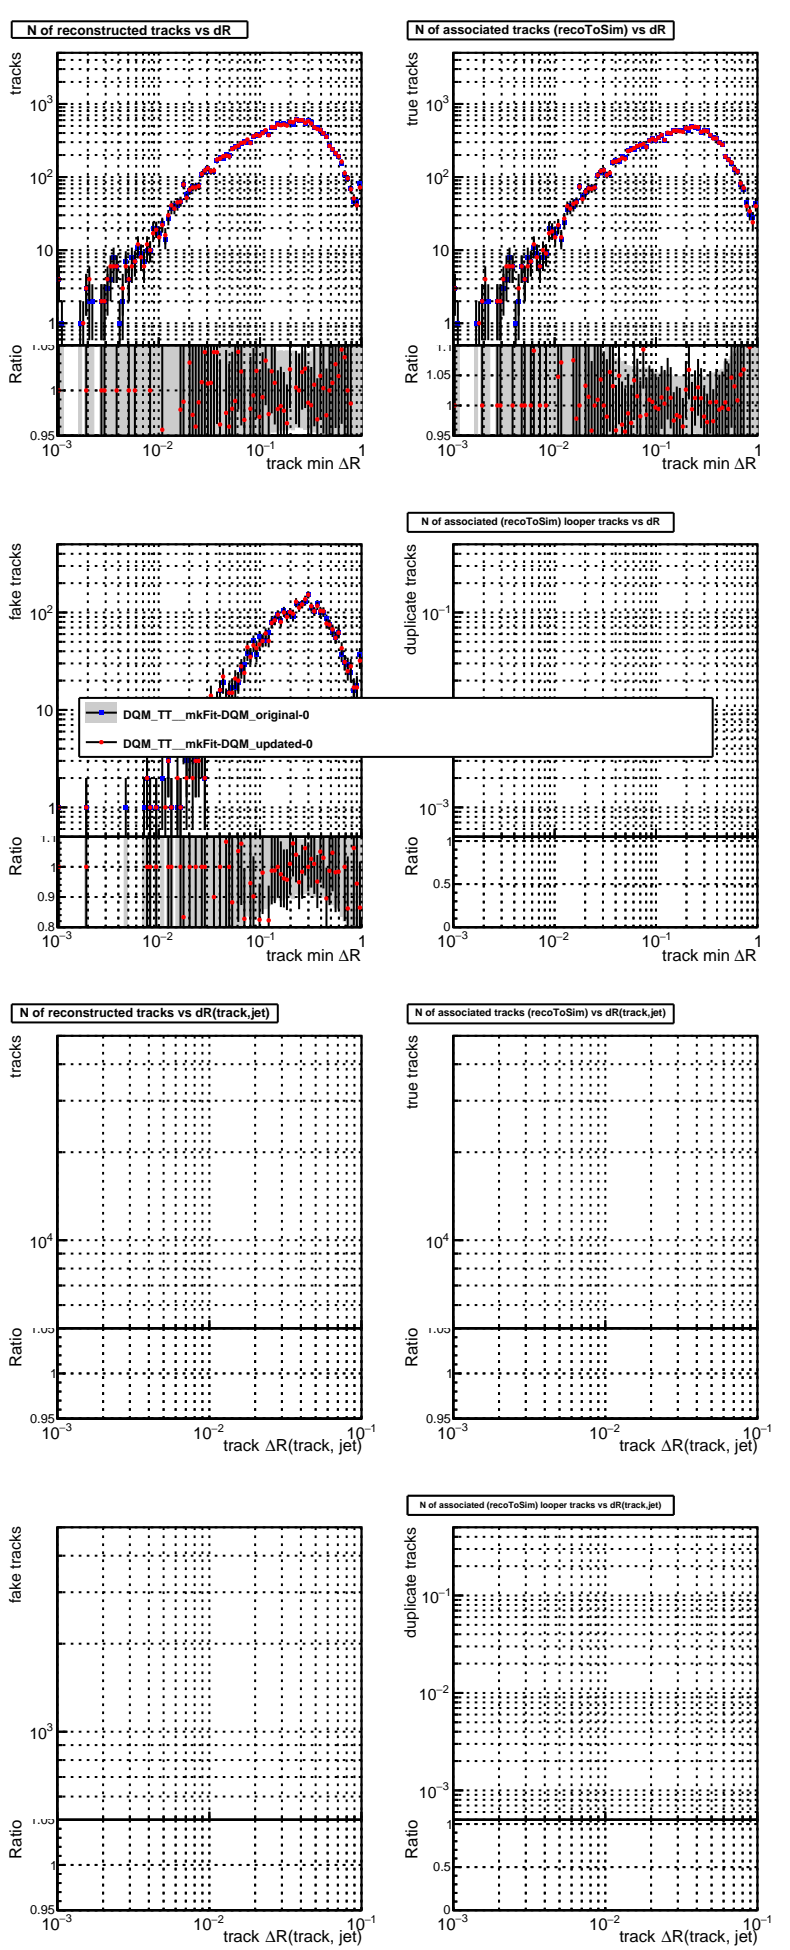 N of reconstructed tracks vs dR
N of associated tracks (recoToSim) vs dR
tracks
10³
10²
10
1
Ratio
1.05
1
0.95
10⁻³
10⁻²
10⁻¹
1
track min ΔR
true tracks
10³
10²
10
1
Ratio
1.1
1.05
1
0.95
10⁻³
10⁻²
10⁻¹
1
track min ΔR
N of associated (recoToSim) looper tracks vs dR
fake tracks
10²
10
1
Ratio
1.1
1
0.9
0.8
10⁻³
10⁻²
10⁻¹
1
track min ΔR
duplicate tracks
10⁻¹
10⁻³
Ratio
1
0.5
0
10⁻³
10⁻²
10⁻¹
1
track min ΔR
DQM_TT__mkFit-DQM_original-0
DQM_TT__mkFit-DQM_updated-0
N of reconstructed tracks vs dR(track,jet)
N of associated tracks (recoToSim) vs dR(track,jet)
tracks
10⁴
Ratio
1.05
1
0.95
10⁻³
10⁻²
10⁻¹
track ΔR(track, jet)
true tracks
10⁴
Ratio
1.05
1
0.95
10⁻³
10⁻²
10⁻¹
track ΔR(track, jet)
N of associated (recoToSim) looper tracks vs dR(track,jet)
fake tracks
10³
Ratio
1.05
1
0.95
10⁻³
10⁻²
10⁻¹
track ΔR(track, jet)
duplicate tracks
10⁻¹
10⁻²
10⁻³
Ratio
1
0.5
0
10⁻³
10⁻²
10⁻¹
track ΔR(track, jet)